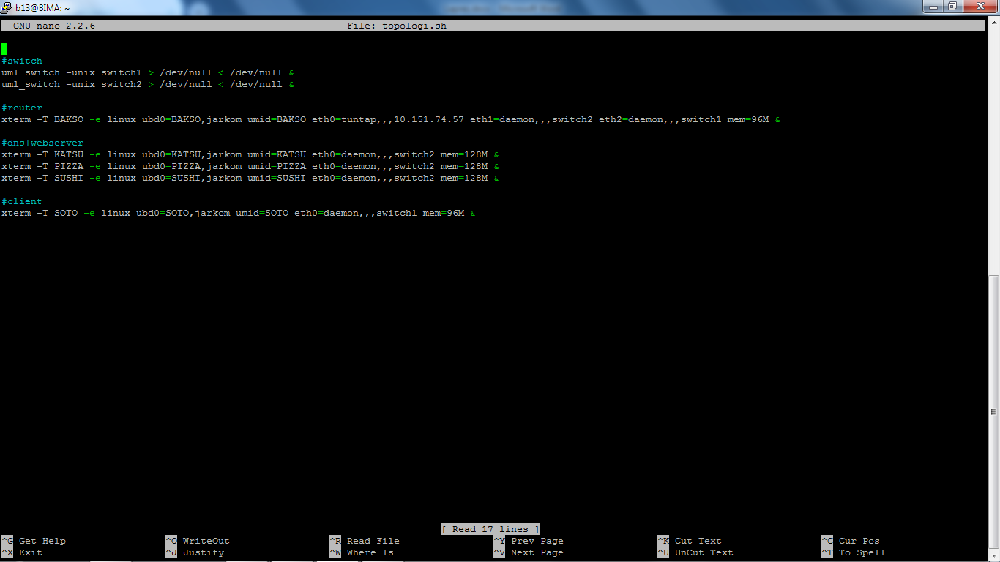 b13@BIMA: ~
GNU nano 2.2.6 File: topologi.sh
#switch
uml_switch -unix switch1 > /dev/null < /dev/null &
uml_switch -unix switch2 > /dev/null < /dev/null &
#router
xterm -T BAKSO -e linux ubd0=BAKSO,jarkom umid=BAKSO eth0=tuntap,,,10.151.74.57 eth1=daemon,,,switch2 eth2=daemon,,,switch1 mem=96M &
#dns+webserver
xterm -T KATSU -e linux ubd0=KATSU,jarkom umid=KATSU eth0=daemon,,,switch2 mem=128M &
xterm -T PIZZA -e linux ubd0=PIZZA,jarkom umid=PIZZA eth0=daemon,,,switch2 mem=128M &
xterm -T SUSHI -e linux ubd0=SUSHI,jarkom umid=SUSHI eth0=daemon,,,switch2 mem=128M &
#client
xterm -T SOTO -e linux ubd0=SOTO,jarkom umid=SOTO eth0=daemon,,,switch1 mem=96M &
[ Read 17 lines ]
^G Get Help ^O WriteOut ^R Read File ^Y Prev Page ^K Cut Text ^C Cur Pos
^X Exit ^J Justify ^W Where Is ^V Next Page ^U UnCut Text ^T To Spell